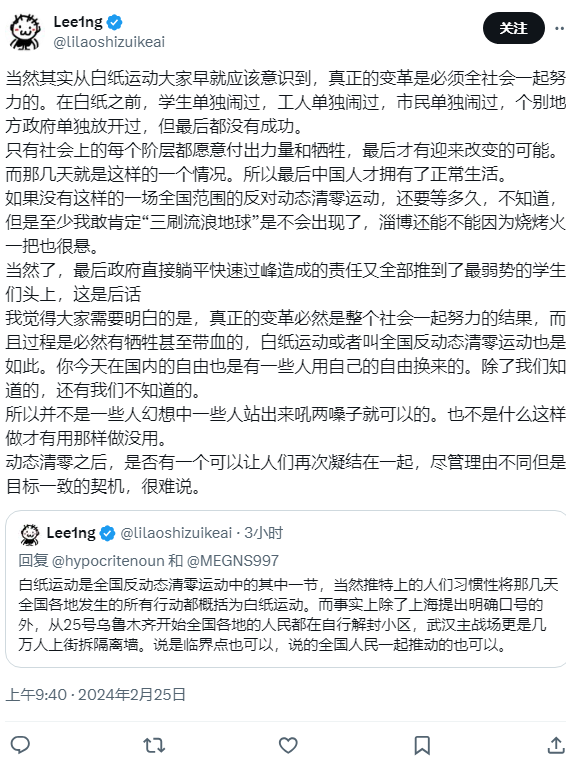 Lee1ng
@lilaoshizuikeai
关注
当然其实从白纸运动大家早就应该意识到，真正的变革是必须全社会一起努
力的。在白纸之前，学生单独闹过，工人单独闹过，市民单独闹过，个别地
方政府单独放开过，但最后都没有成功。
只有社会上的每个阶层都愿意付出力量和牺牲，最后才有迎来改变的可能。
而那几天就是这样的一个情况。所以最后中国人才拥有了正常生活。
如果没有这样的一场全国范围的反对动态清零运动，还要等多久，不知道，
但是至少我敢肯定“三刷流浪地球”是不会出现了，淄博还能不能因为烧烤火
一把也很悬。
当然了，最后政府直接躺平快速过峰造成的责任又全部推到了最弱势的学生
们头上，这是后话
我觉得大家需要明白的是，真正的变革必然是整个社会一起努力的结果，而
且过程是必然有牺牲甚至带血的，白纸运动或者叫全国反动态清零运动也是
如此。你今天在国内的自由也是有一些人用自己的自由换来的。除了我们知
道的，还有我们不知道的。
所以并不是一些人幻想中一些人站出来吼两嗓子就可以的。也不是什么这样
做才有用那样做没用。
动态清零之后，是否有一个可以让人们再次凝结在一起，尽管理由不同但是
目标一致的契机，很难说。
Lee1ng @lilaoshizuikeai · 3小时
回复 @hypocritenoun 和 @MEGNS997
白纸运动是全国反动态清零运动中的其中一节，当然推特上的人们习惯性将那几天
全国各地发生的所有行动都概括为白纸运动。而事实上除了上海提出明确口号的
外，从25号乌鲁木齐开始全国各地的人民都在自行解封小区，武汉主战场更是几
万人上街拆隔离墙。说是临界点也可以，说的全国人民一起推动的也可以。
上午9:40 · 2024年2月25日